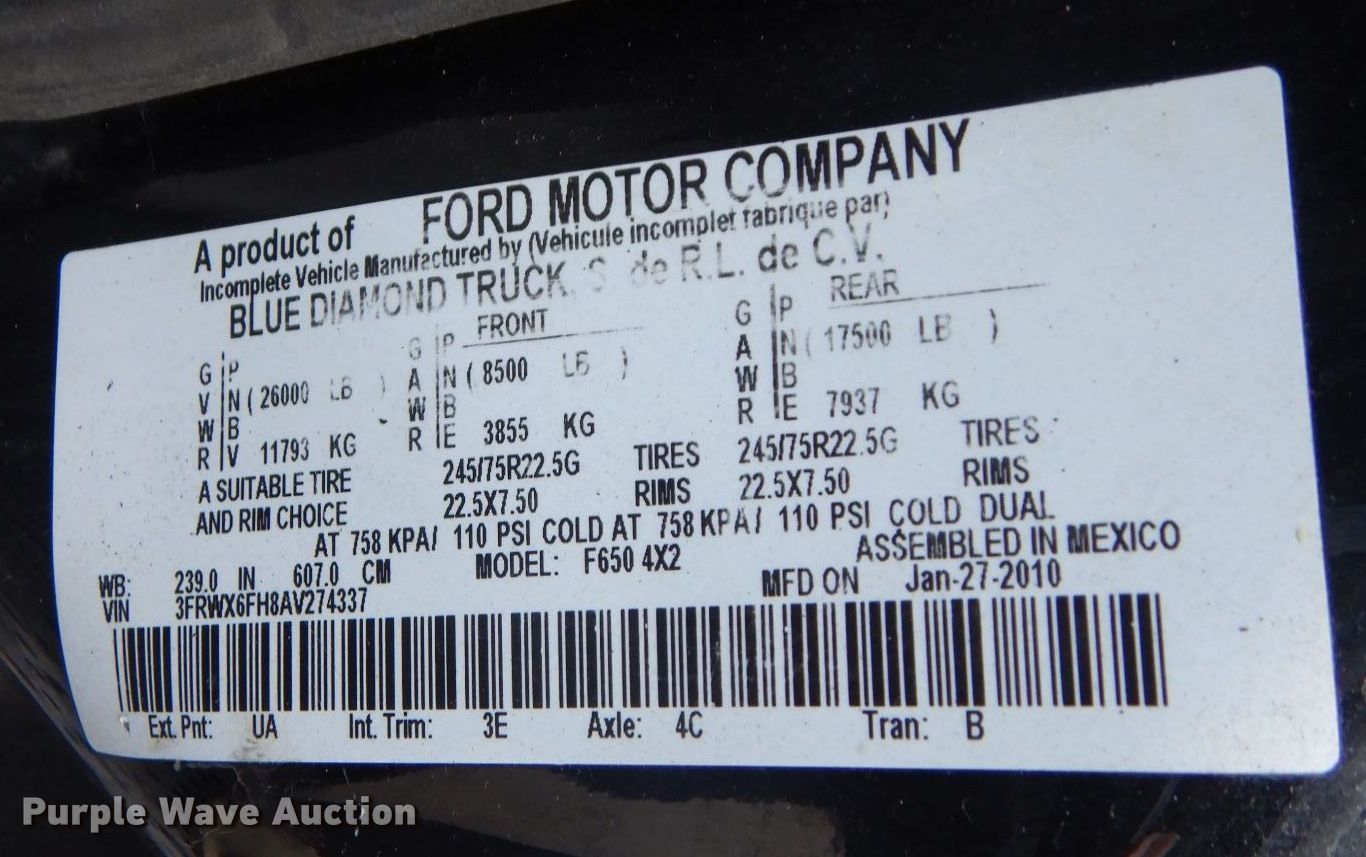 A product of FORD MOTOR COMPANY
Incomplete Vehicle Manufactured by (Vehicule incomplet fabrique par)
BLUE DIAMOND TRUCK, S. de R.L. de C.V.
G P G P FRONT G P REAR
V N ( 26000 LB ) A N ( 8500 LB ) A N ( 17500 LB )
W B W B W B
R V 11793 KG R E 3855 KG R E 7937 KG
A SUITABLE TIRE 245/75R22.5G TIRES 245/75R22.5G TIRES
AND RIM CHOICE 22.5X7.50 RIMS 22.5X7.50 RIMS
AT 758 KPA/ 110 PSI COLD AT 758 KPA/ 110 PSI COLD DUAL
WB: 239.0 IN 607.0 CM MODEL: F650 4X2 ASSEMBLED IN MEXICO
VIN 3FRWX6FH8AV274337 MFD ON Jan-27-2010
Ext. Pnt: UA Int. Trim: 3E Axle: 4C Tran: B
Purple Wave Auction